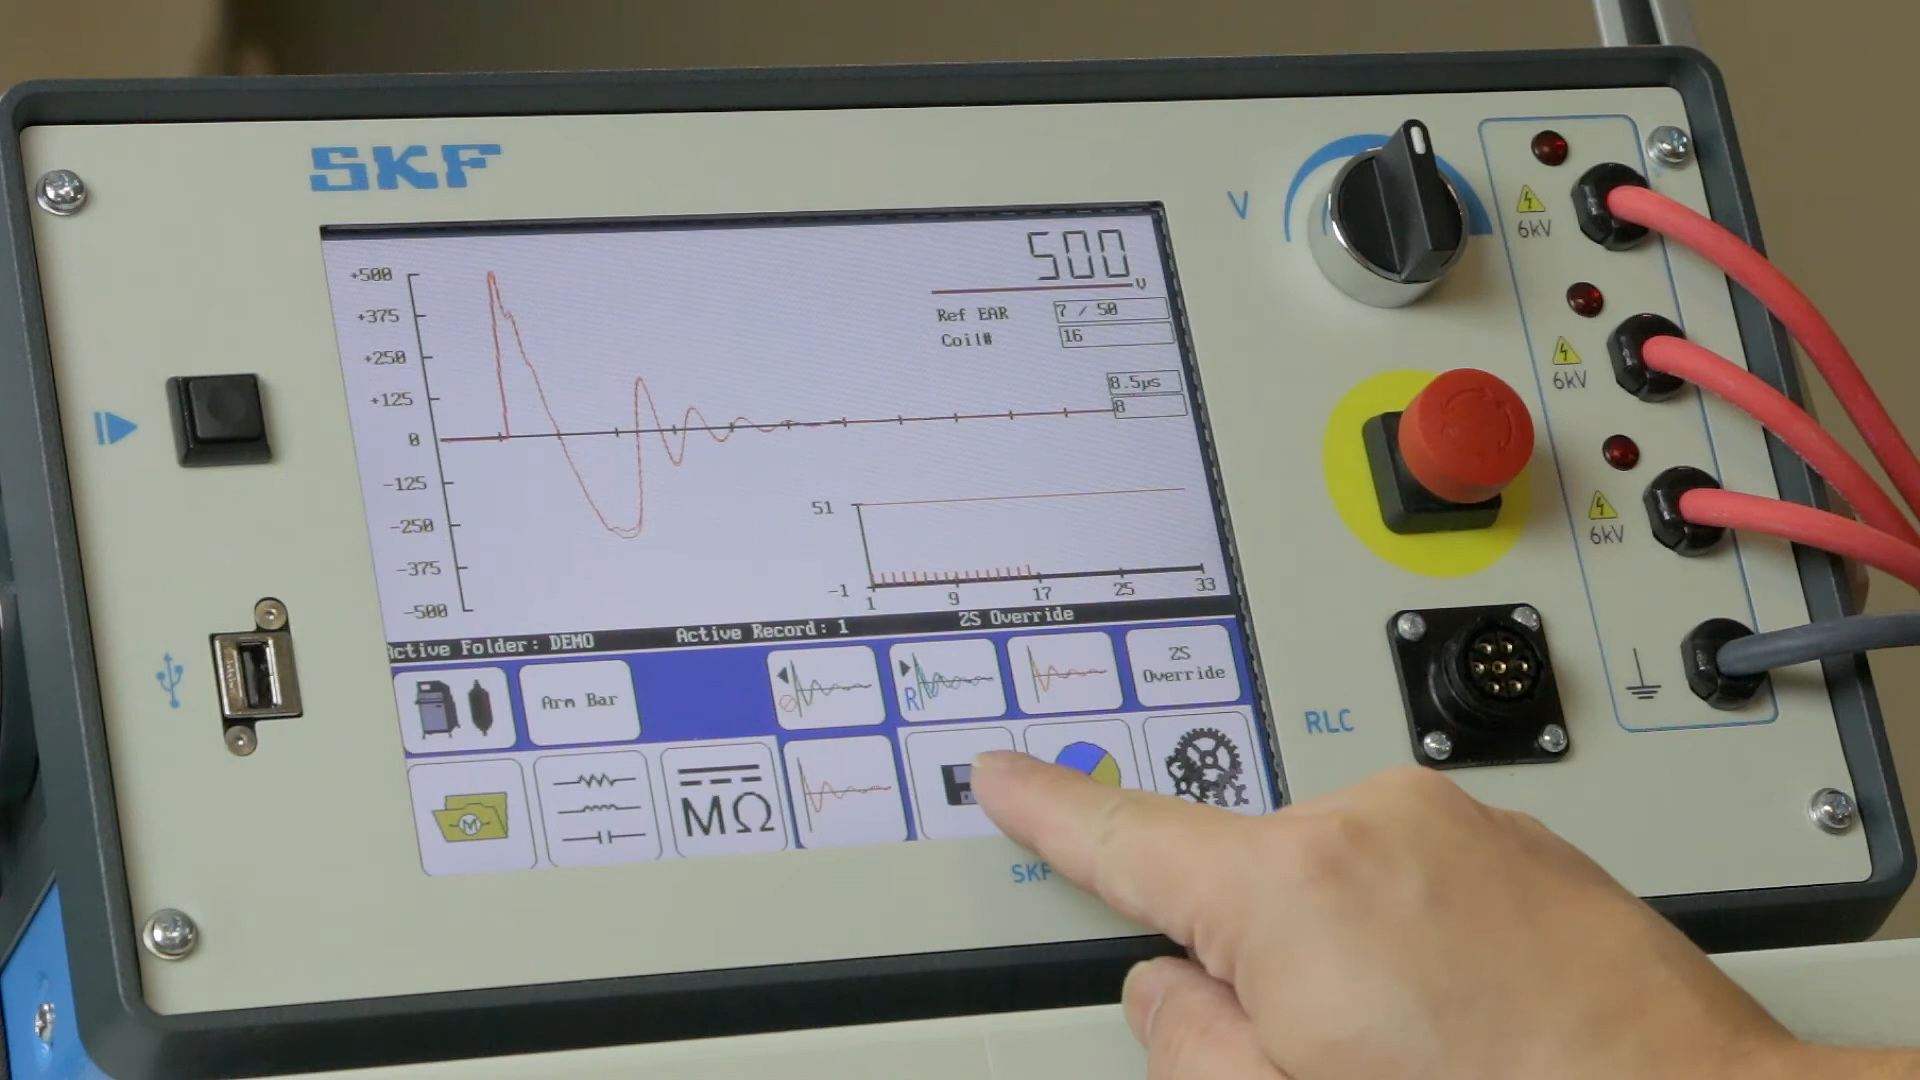 SKF
500
V
+500
+375
+250
+125
0
-125
-250
-375
-500
Ref EAR 7 / 50
Coil# 16
8.5µs
8
51
-1
1 9 17 25 33
Active Folder: DEMO Active Record: 1 2S Override
Arm Bar
R
2S
Override
M
MΩ
SKF
V
6kV
6kV
6kV
RLC